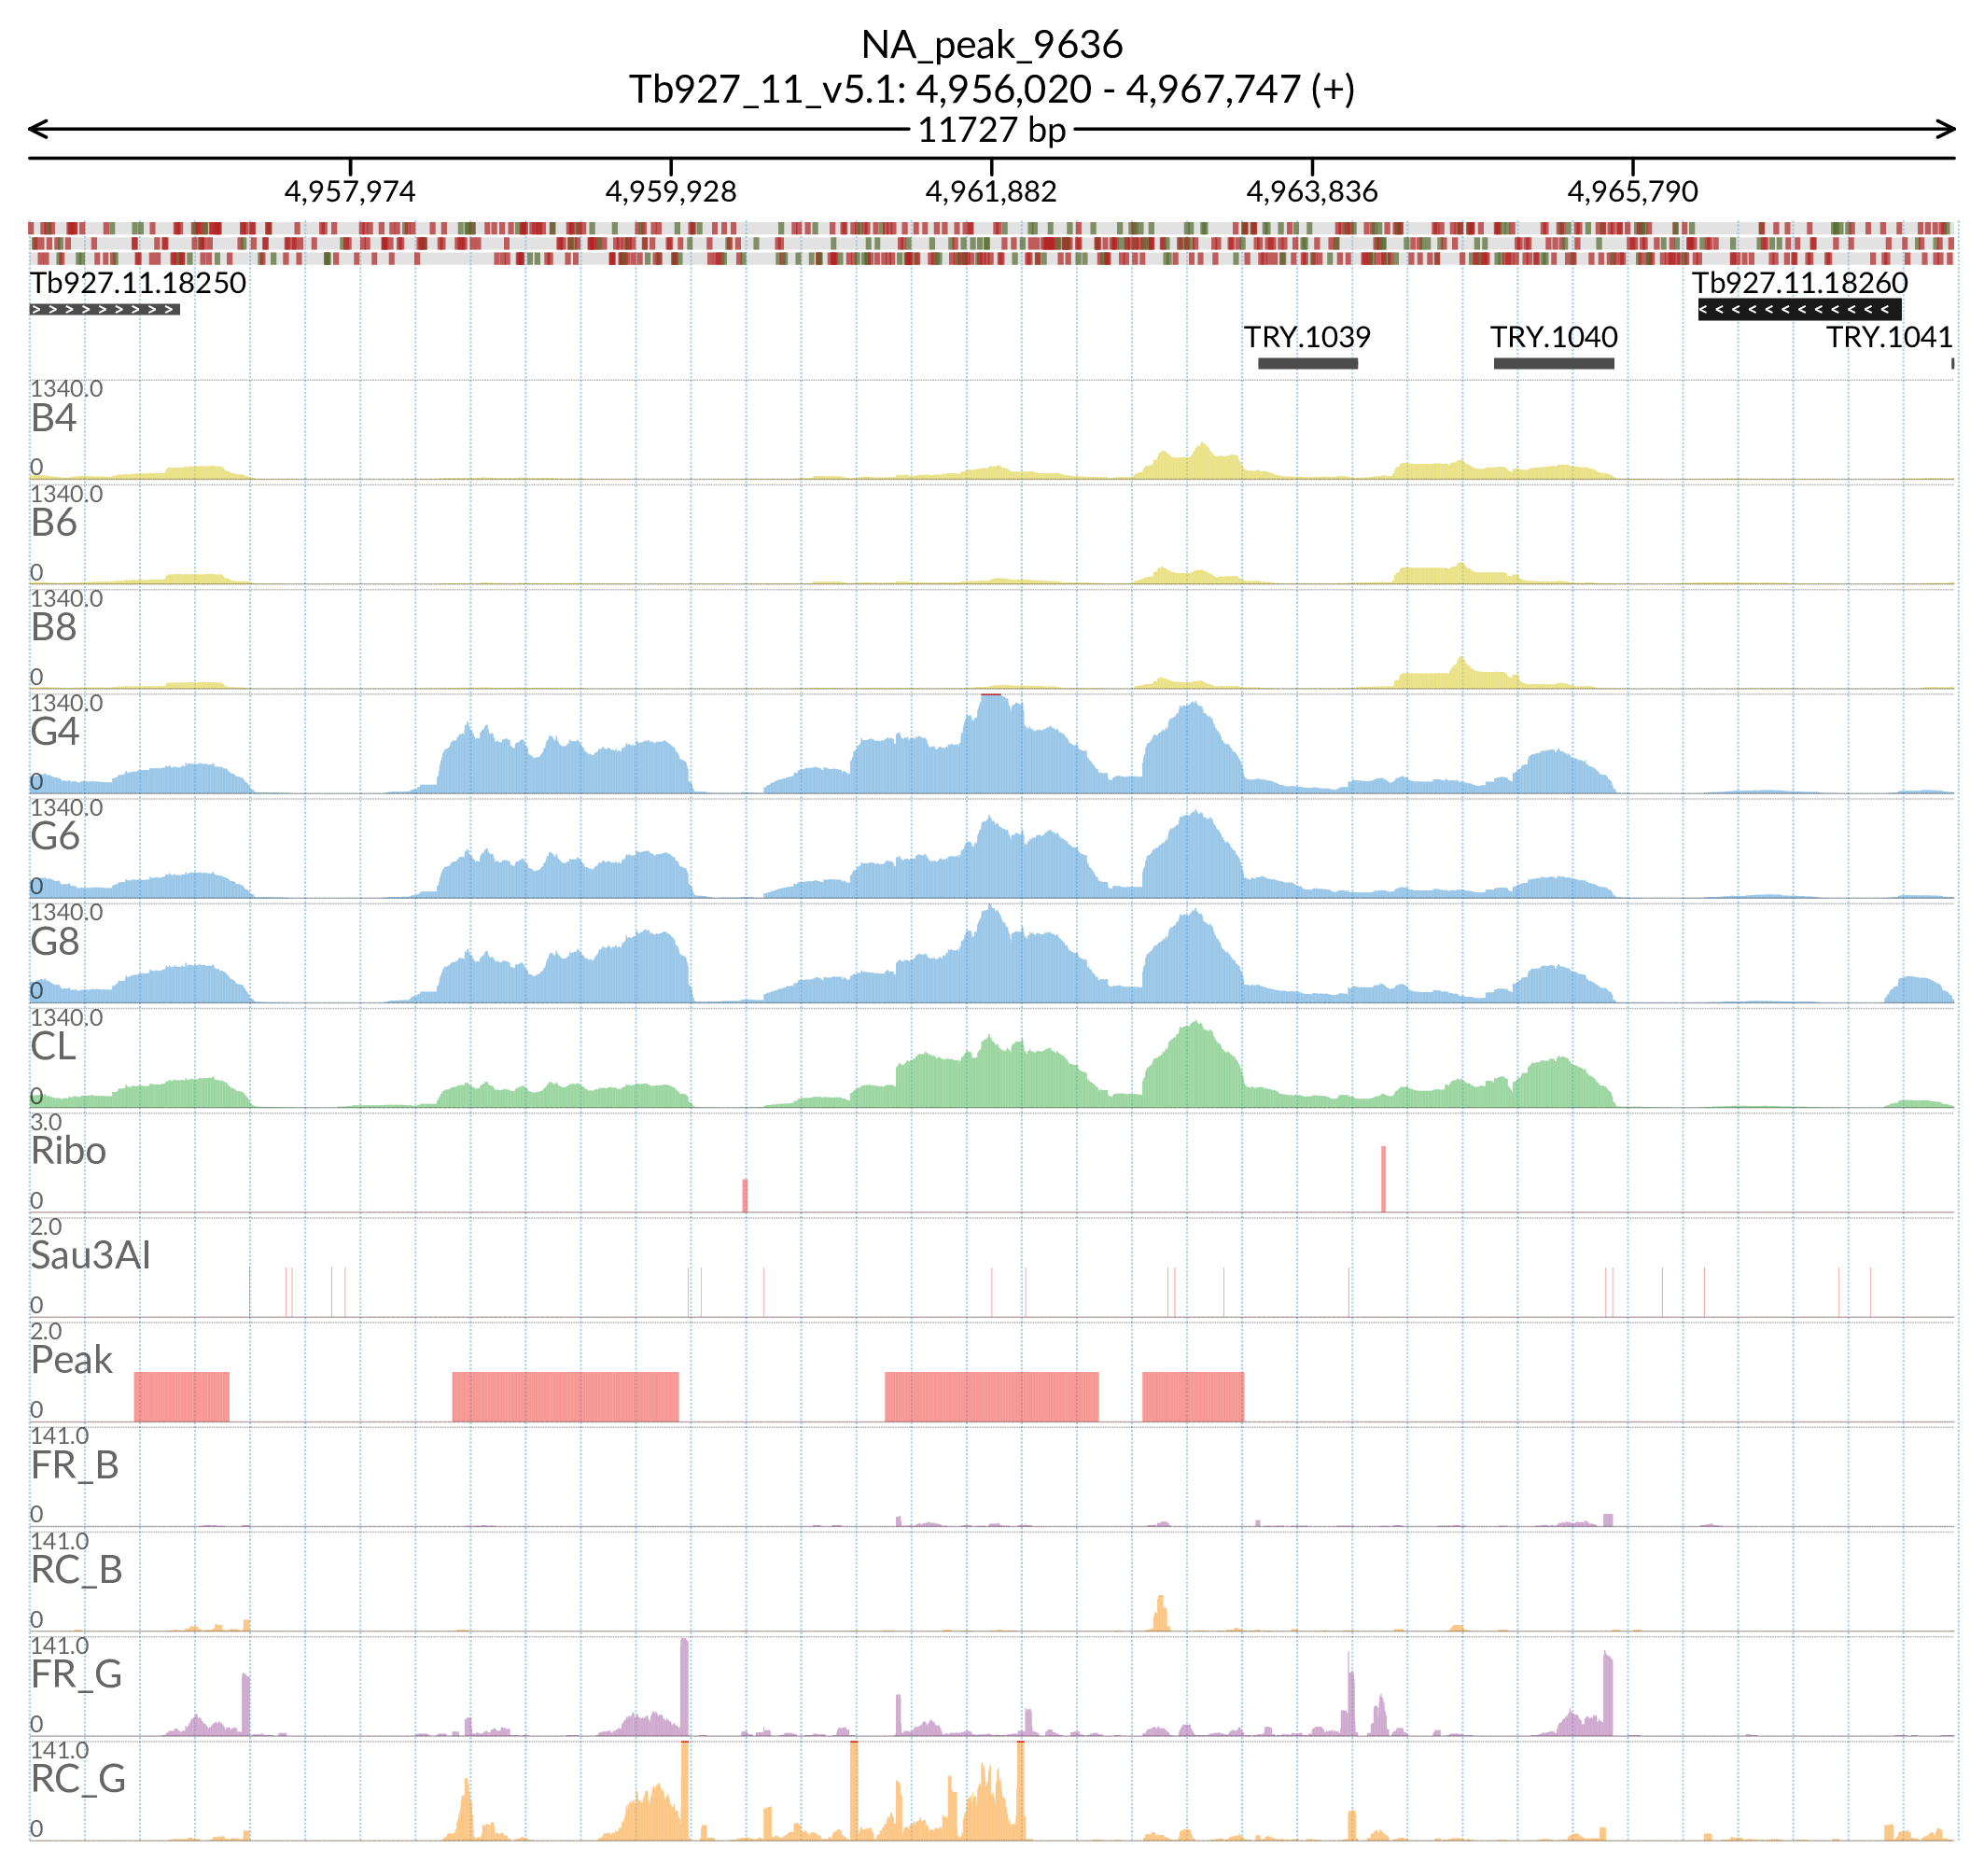 NA_peak_9636
Tb927_11_v5.1: 4,956,020 - 4,967,747 (+)
11727 bp
4,957,974 4,959,928 4,961,882 4,963,836 4,965,790
Tb927.11.18250 Tb927.11.18260
> > > > > > > > > < < < < < < < < < < < <
TRY.1039 TRY.1040 TRY.1041
1340.0
B4
0
1340.0
B6
0
1340.0
B8
0
1340.0
G4
0
1340.0
G6
0
1340.0
G8
0
1340.0
CL
0
3.0
Ribo
0
2.0
Sau3AI
0
2.0
Peak
0
141.0
FR_B
0
141.0
RC_B
0
141.0
FR_G
0
141.0
RC_G
0